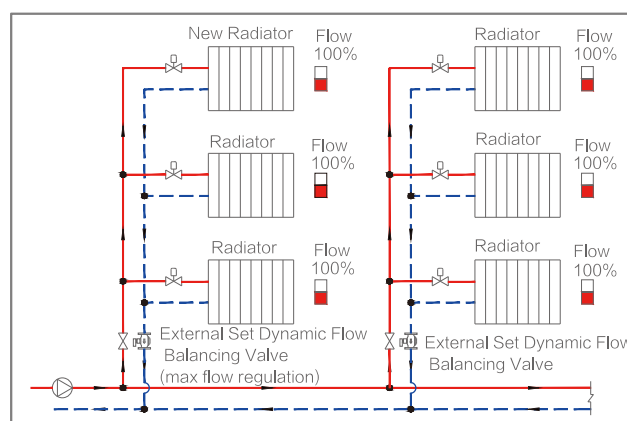 New Radiator
Flow
100%
Radiator
Flow
100%
Radiator
Flow
100%
Radiator
Flow
100%
Radiator
Flow
100%
Radiator
Flow
100%
External Set Dynamic Flow
Balancing Valve
(max flow regulation)
External Set Dynamic Flow
Balancing Valve